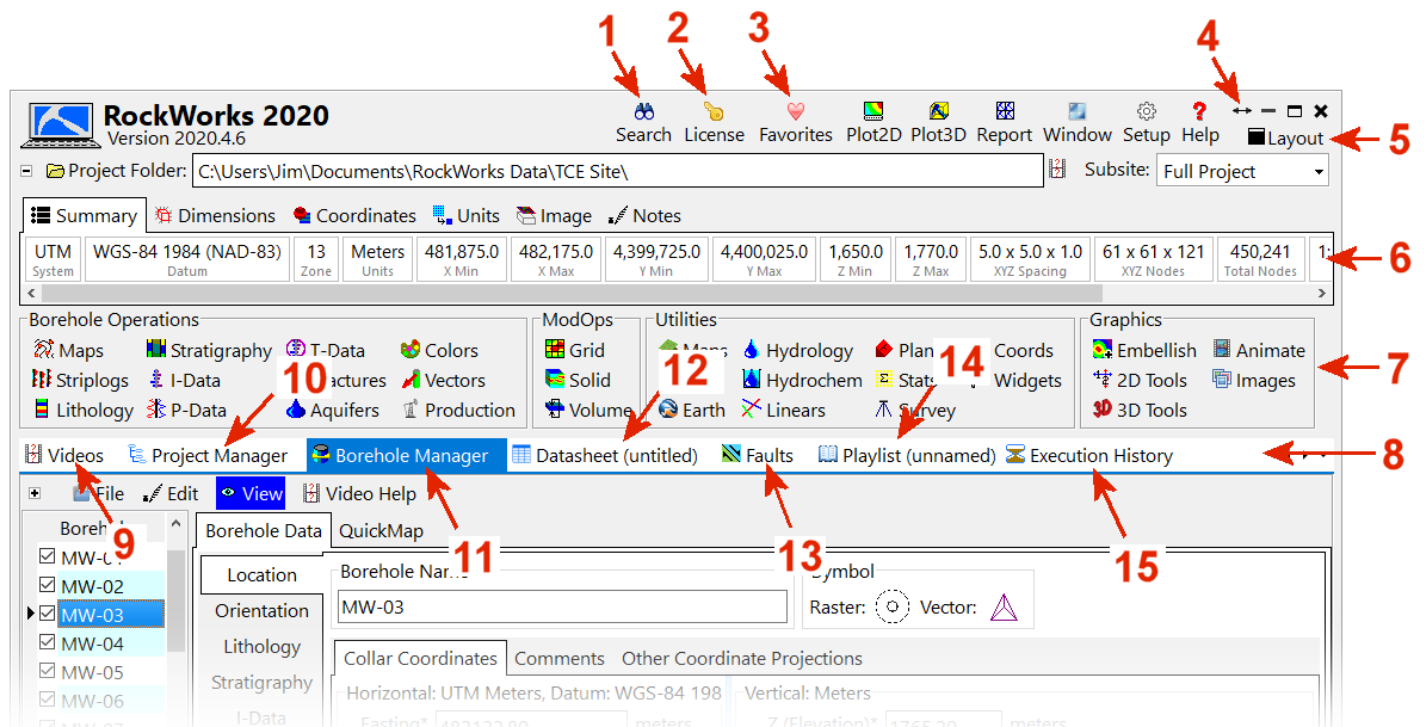 1 2 3 4
RockWorks 2020
Version 2020.4.6
Search License Favorites Plot2D Plot3D Report Window Setup Help Layout 5
Project Folder: C:\Users\Jim\Documents\RockWorks Data\TCE Site\ Subsite: Full Project
Summary Dimensions Coordinates Units Image Notes
UTM WGS-84 1984 (NAD-83) 13 Meters 481,875.0 482,175.0 4,399,725.0 4,400,025.0 1,650.0 1,770.0 5.0 x 5.0 x 1.0 61 x 61 x 121 450,241 1: 6
System Datum Zone Units X Min X Max Y Min Y Max Z Min Z Max XYZ Spacing XYZ Nodes Total Nodes
Borehole Operations ModOps Utilities Graphics
Maps Stratigraphy T-Data Colors Grid Maps Hydrology Coords Embellish Animate
Striplogs I-Data 10 Vectors Solid 12 Hydrochem Stats 14 Widgets 2D Tools Images 7
Lithology P-Data Aquifers Production Volume Earth Linears Survey 3D Tools
Videos Project Manager Borehole Manager Datasheet (untitled) Faults Playlist (unnamed) Execution History 8
File Edit View Video Help
9 Borehole Data QuickMap 11 13 15
MW-02
MW-03
MW-04
MW-05
MW-06
Location
Orientation
Lithology
Stratigraphy
I-Data
Borehole Name Symbol
MW-03 Raster: Vector:
Collar Coordinates Comments Other Coordinate Projections
Horizontal: UTM Meters, Datum: WGS-84 198 Vertical: Meters
Easting* meters Z (Elevation)* meters